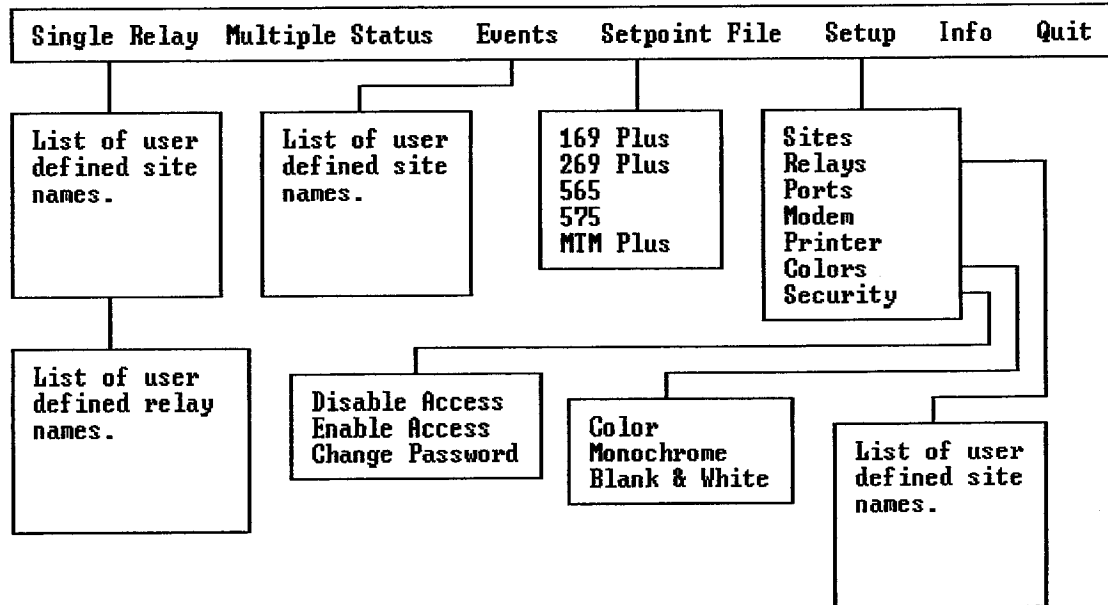 Single Relay Multiple Status Events Setpoint File Setup Info Quit
List of user
defined site
names.
List of user
defined site
names.
169 Plus
269 Plus
565
575
MTM Plus
Sites
Relays
Ports
Modem
Printer
Colors
Security
List of user
defined relay
names.
Disable Access
Enable Access
Change Password
Color
Monochrome
Blank & White
List of user
defined site
names.